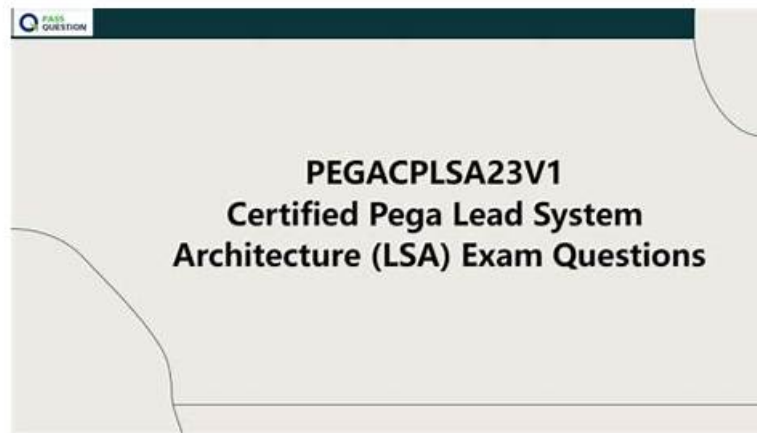 PASS
QUESTION
PEGACPLSA23V1
Certified Pega Lead System
Architecture (LSA) Exam Questions